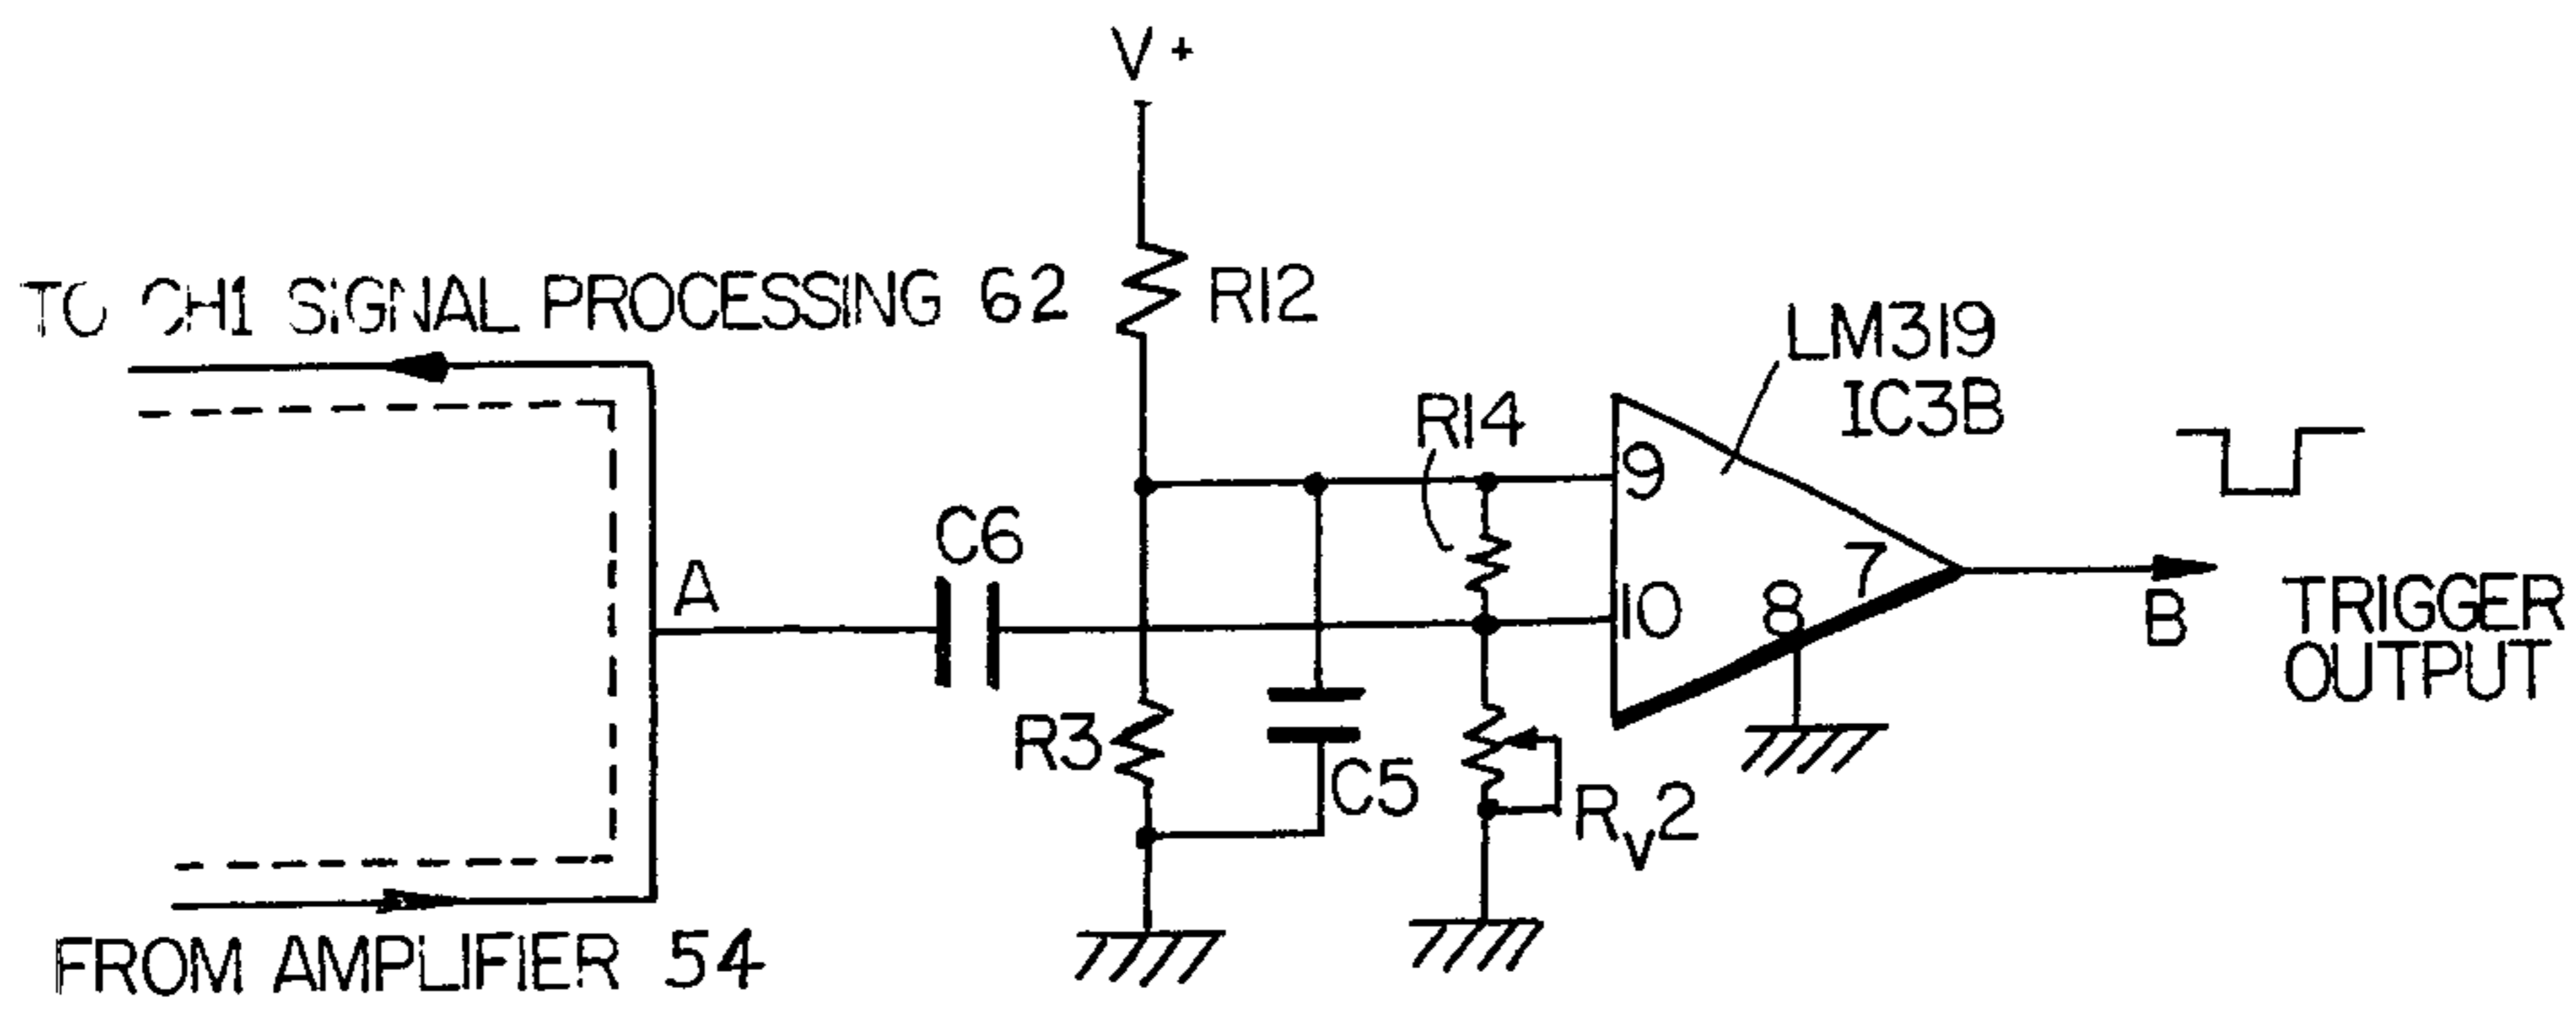 V+
TO CH1 SIGNAL PROCESSING 62
R12
LM319
IC3B
R14
9
C6
A
10
8
7
B
TRIGGER
OUTPUT
R3
C5
Rv2
FROM AMPLIFIER 54